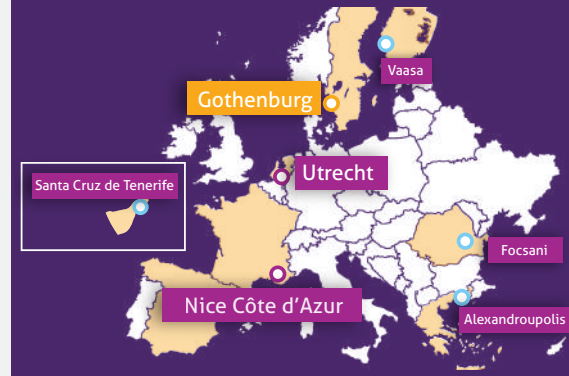 Vaasa
Gothenburg
Utrecht
Santa Cruz de Tenerife
Focsani
Nice Côte d'Azur
Alexandroupolis